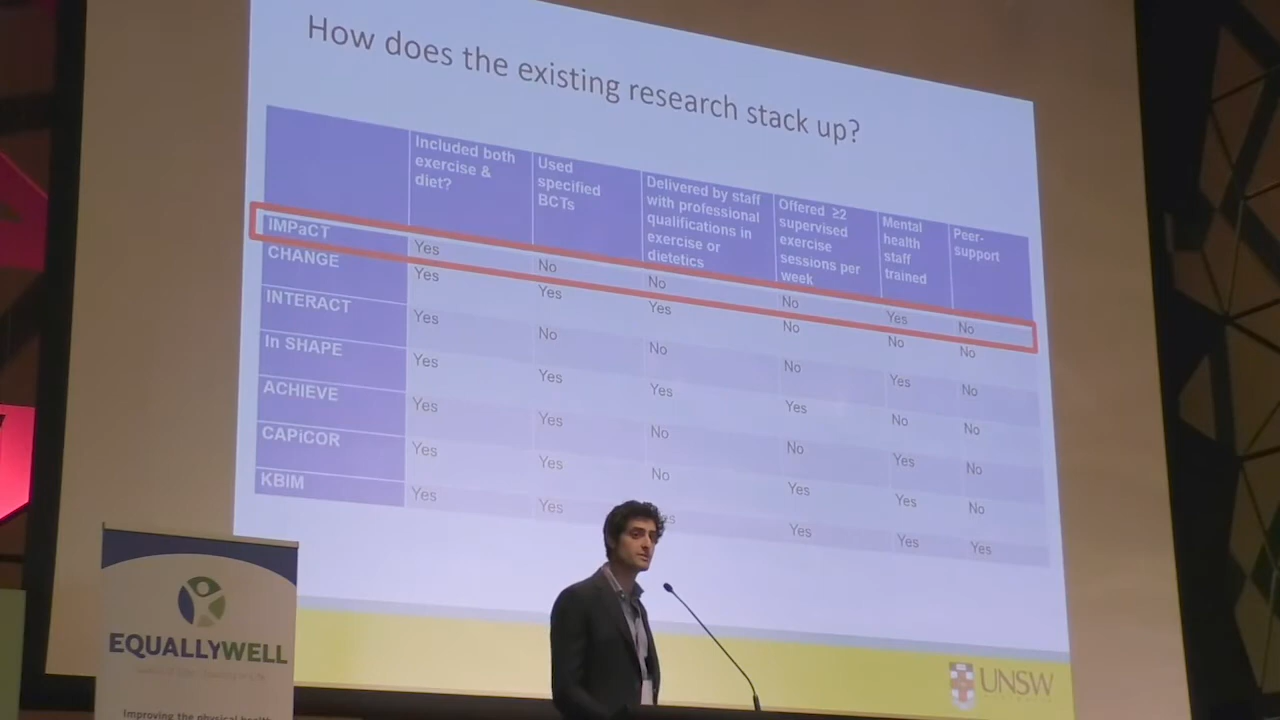 How does the existing research stack up?
Included both
exercise &
diet?
Used
specified
BCTs
Delivered by staff
with professional
qualifications in
exercise or
dietetics
Offered ≥2
supervised
exercise
sessions per
week
Mental
health
staff
trained
Peer-
support
IMPaCT Yes No No No Yes No
CHANGE Yes Yes Yes No No No
INTERACT Yes No No No Yes No
In SHAPE Yes Yes Yes Yes No No
ACHIEVE Yes Yes No No Yes No
CAPiCOR Yes Yes No Yes Yes No
KBIM Yes Yes Yes Yes Yes
EQUALLYWELL
Improving the physical health
UNSW